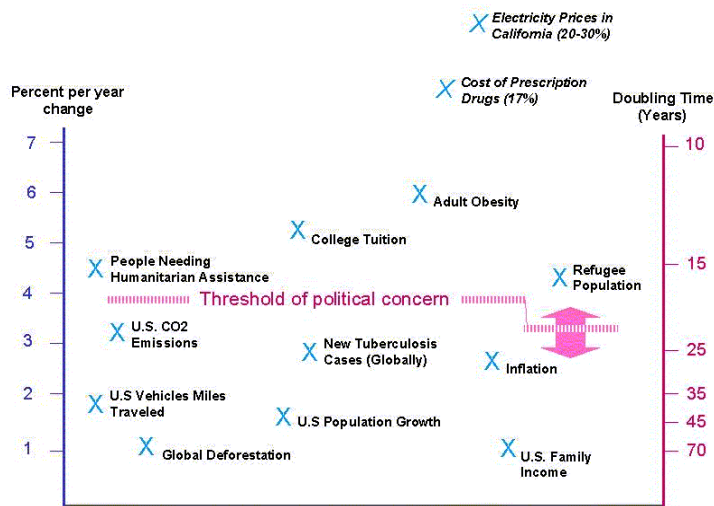 Electricity Prices in
California (20-30%)
Cost of Prescription
Drugs (17%)
Percent per year
change
Doubling Time
(Years)
7
10
6
Adult Obesity
5
College Tuition
15
People Needing
Humanitarian Assistance
Refugee
Population
4
Threshold of political concern
3
U.S. CO2
Emissions
New Tuberculosis
Cases (Globally)
25
Inflation
2
35
U.S Vehicles Miles
Traveled
U.S Population Growth
45
1
Global Deforestation
U.S. Family
Income
70